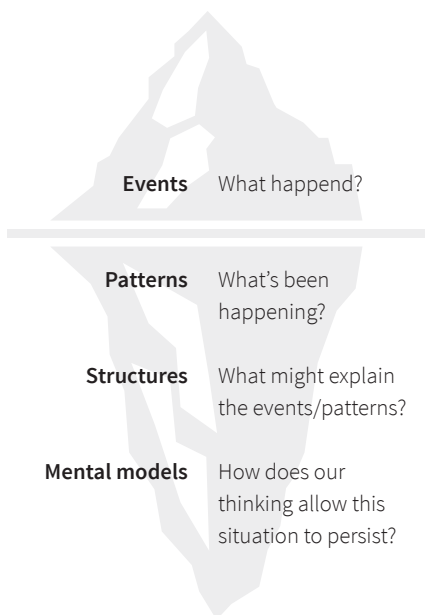 Events What happend?
Patterns What's been
happening?
Structures What might explain
the events/patterns?
Mental models How does our
thinking allow this
situation to persist?